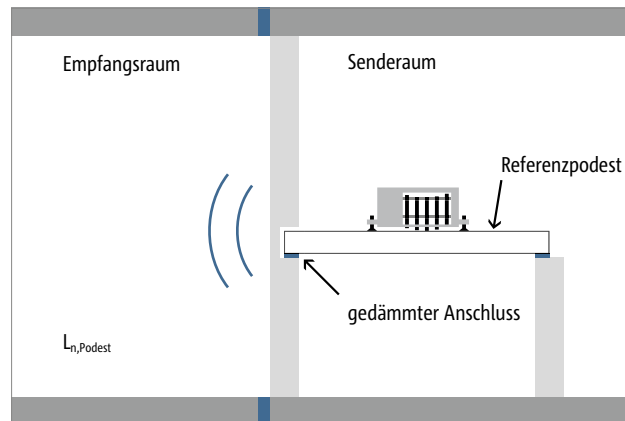 Empfangsraum
Senderaum
Referenzpodest
gedämmter Anschluss
Ln,Podest